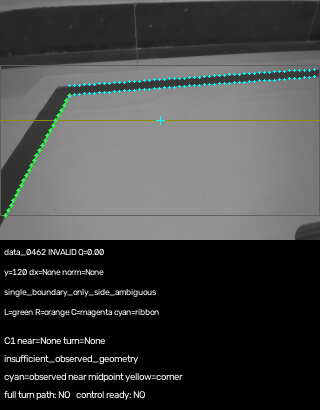 data_0462 INVALID Q=0.00
y=120 dx=None norm=None
single_boundary_only_side_ambiguous
L=green R=orange C=magenta cyan=ribbon
C1 near=None turn=None
insufficient_observed_geometry
cyan=observed near midpoint yellow=corner
full turn path: NO control ready: NO